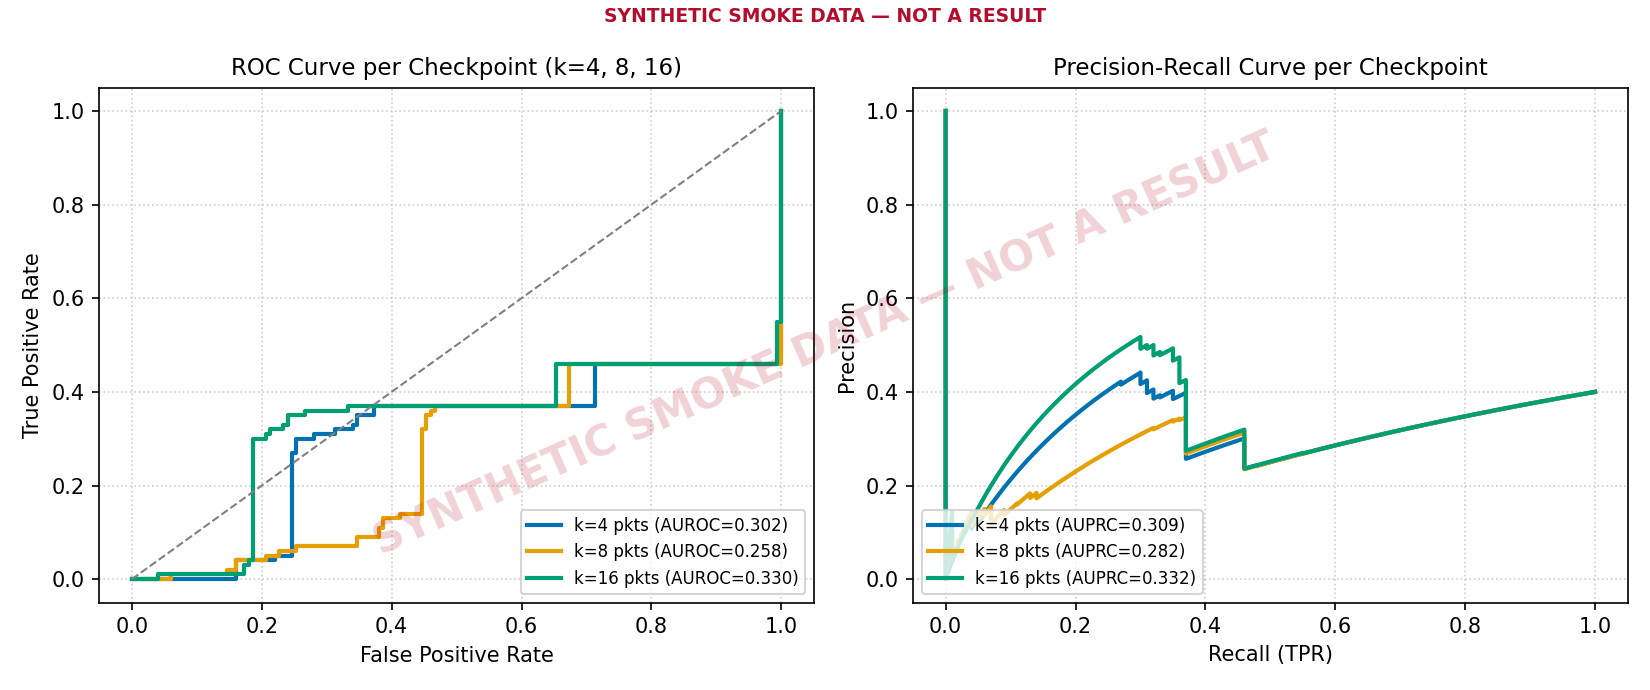 SYNTHETIC SMOKE DATA — NOT A RESULT
ROC Curve per Checkpoint (k=4, 8, 16)
True Positive Rate
1.0
0.8
0.6
0.4
0.2
0.0
k=4 pkts (AUROC=0.302)
k=8 pkts (AUROC=0.258)
k=16 pkts (AUROC=0.330)
0.0 0.2 0.4 0.6 0.8 1.0
False Positive Rate
Precision-Recall Curve per Checkpoint
Precision
1.0
0.8
0.6
0.4
0.2
0.0
k=4 pkts (AUPRC=0.309)
k=8 pkts (AUPRC=0.282)
k=16 pkts (AUPRC=0.332)
0.0 0.2 0.4 0.6 0.8 1.0
Recall (TPR)
SYNTHETIC SMOKE DATA — NOT A RESULT